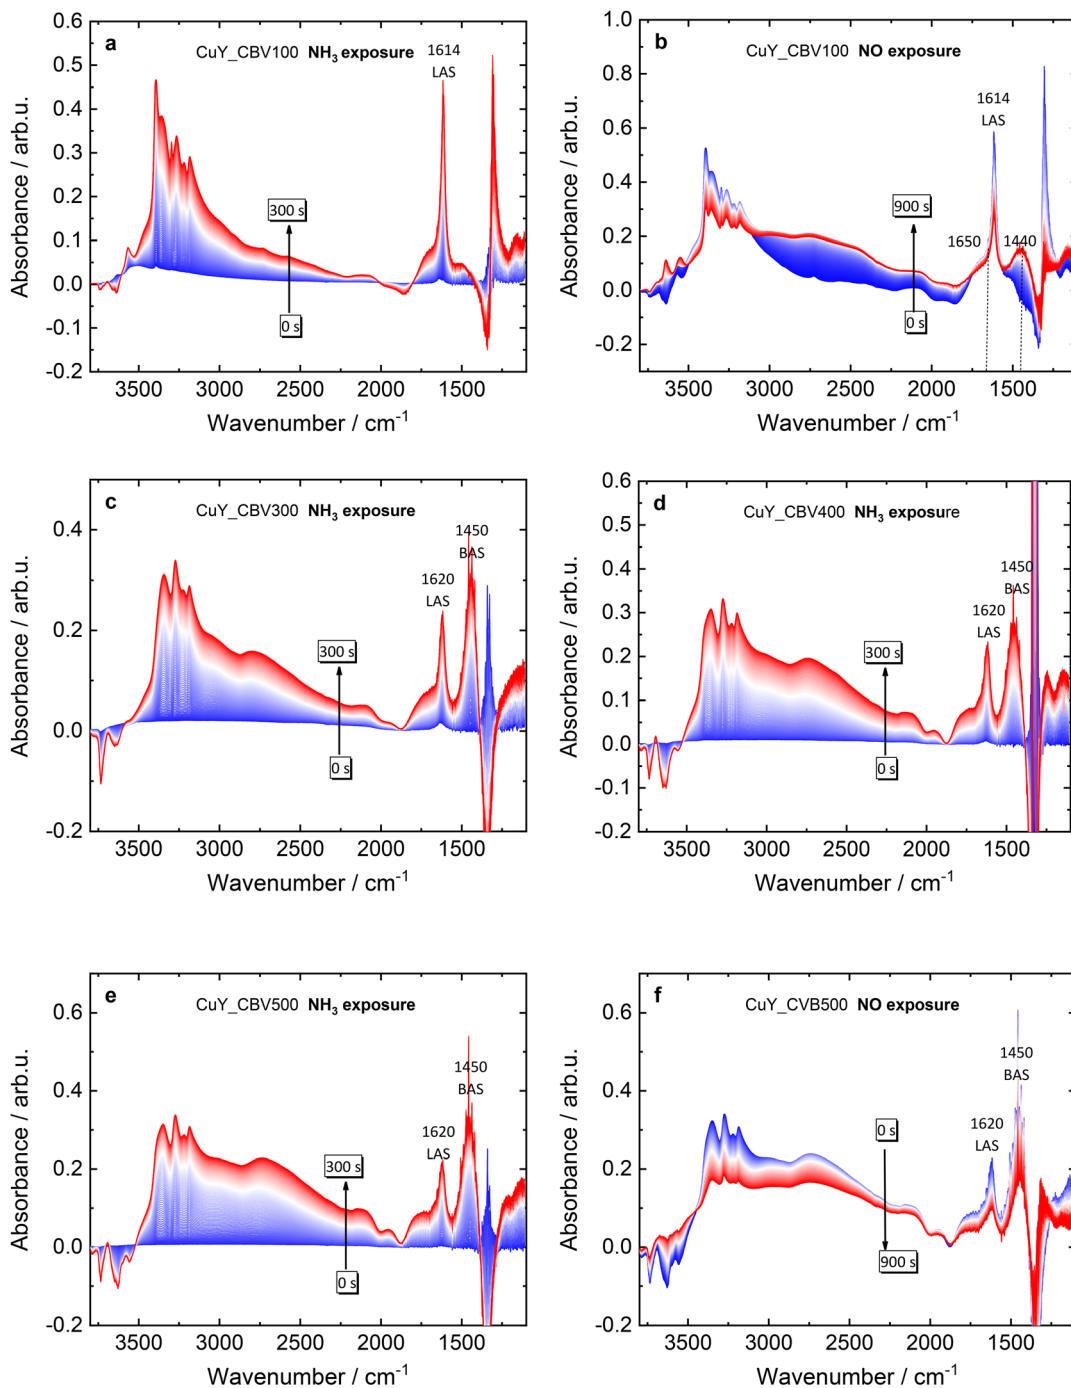 a
CuY_CBV100 NH3 exposure
1614
LAS
300 s
0 s
0.6
0.5
0.4
0.3
0.2
0.1
0.0
-0.1
-0.2
3500 3000 2500 2000 1500
Absorbance / arb.u.
Wavenumber / cm-1
b
CuY_CBV100 NO exposure
1614
LAS
900 s
1650
1440
0 s
1.0
0.8
0.6
0.4
0.2
0.0
-0.2
3500 3000 2500 2000 1500
Absorbance / arb.u.
Wavenumber / cm-1
c
CuY_CBV300 NH3 exposure
1450
BAS
1620
LAS
300 s
0 s
0.4
0.2
0.0
-0.2
3500 3000 2500 2000 1500
Absorbance / arb.u.
Wavenumber / cm-1
d
CuY_CBV400 NH3 exposure
1450
BAS
1620
LAS
300 s
0 s
0.6
0.5
0.4
0.3
0.2
0.1
0.0
-0.1
-0.2
3500 3000 2500 2000 1500
Absorbance / arb.u.
Wavenumber / cm-1
e
CuY_CBV500 NH3 exposure
1450
BAS
1620
LAS
300 s
0 s
0.6
0.4
0.2
0.0
-0.2
3500 3000 2500 2000 1500
Absorbance / arb.u.
Wavenumber / cm-1
f
CuY_CVB500 NO exposure
1450
BAS
0 s
1620
LAS
900 s
0.6
0.4
0.2
0.0
-0.2
3500 3000 2500 2000 1500
Absorbance / arb.u.
Wavenumber / cm-1